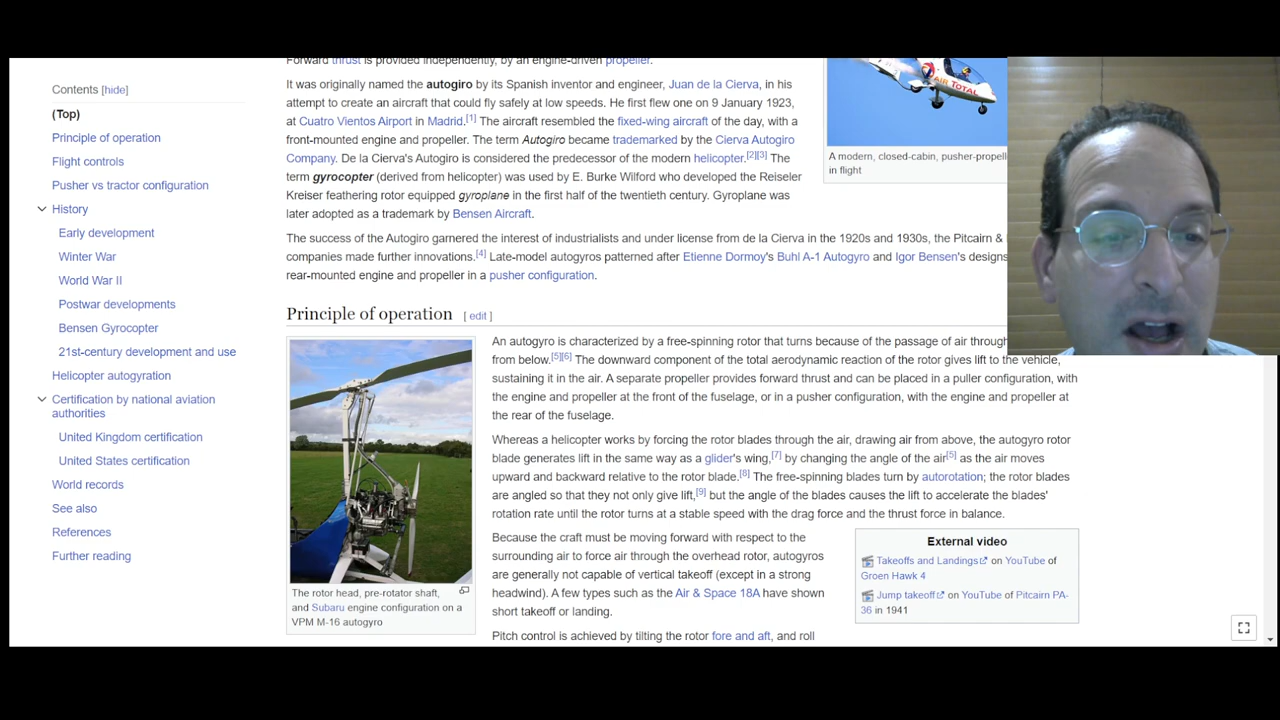 Contents [hide]
(Top)
Principle of operation
Flight controls
Pusher vs tractor configuration
History
Early development
Winter War
World War II
Postwar developments
Bensen Gyrocopter
21st-century development and use
Helicopter autogyration
Certification by national aviation
authorities
United Kingdom certification
United States certification
World records
See also
References
Further reading
Forward thrust is provided independently, by an engine-driven propeller.
It was originally named the autogiro by its Spanish inventor and engineer, Juan de la Cierva, in his
attempt to create an aircraft that could fly safely at low speeds. He first flew one on 9 January 1923,
at Cuatro Vientos Airport in Madrid.[1] The aircraft resembled the fixed-wing aircraft of the day, with a
front-mounted engine and propeller. The term Autogiro became trademarked by the Cierva Autogiro
Company. De la Cierva's Autogiro is considered the predecessor of the modern helicopter.[2][3] The
term gyrocopter (derived from helicopter) was used by E. Burke Wilford who developed the Reiseler
Kreiser feathering rotor equipped gyroplane in the first half of the twentieth century. Gyroplane was
later adopted as a trademark by Bensen Aircraft.
AIR TOTAL
A modern, closed-cabin, pusher-propell
in flight
The success of the Autogiro garnered the interest of industrialists and under license from de la Cierva in the 1920s and 1930s, the Pitcairn &
companies made further innovations.[4] Late-model autogyros patterned after Etienne Dormoy's Buhl A-1 Autogyro and Igor Bensen's designs
rear-mounted engine and propeller in a pusher configuration.
Principle of operation [ edit ]
An autogyro is characterized by a free-spinning rotor that turns because of the passage of air through
from below.[5][6] The downward component of the total aerodynamic reaction of the rotor gives lift to the vehicle,
sustaining it in the air. A separate propeller provides forward thrust and can be placed in a puller configuration, with
the engine and propeller at the front of the fuselage, or in a pusher configuration, with the engine and propeller at
the rear of the fuselage.
Whereas a helicopter works by forcing the rotor blades through the air, drawing air from above, the autogyro rotor
blade generates lift in the same way as a glider's wing,[7] by changing the angle of the air[5] as the air moves
upward and backward relative to the rotor blade.[8] The free-spinning blades turn by autorotation; the rotor blades
are angled so that they not only give lift,[9] but the angle of the blades causes the lift to accelerate the blades'
rotation rate until the rotor turns at a stable speed with the drag force and the thrust force in balance.
Because the craft must be moving forward with respect to the
surrounding air to force air through the overhead rotor, autogyros
are generally not capable of vertical takeoff (except in a strong
headwind). A few types such as the Air & Space 18A have shown
short takeoff or landing.
Pitch control is achieved by tilting the rotor fore and aft, and roll
The rotor head, pre-rotator shaft,
and Subaru engine configuration on a
VPM M-16 autogyro
External video
Takeoffs and Landings on YouTube of
Groen Hawk 4
Jump takeoff on YouTube of Pitcairn PA-
36 in 1941